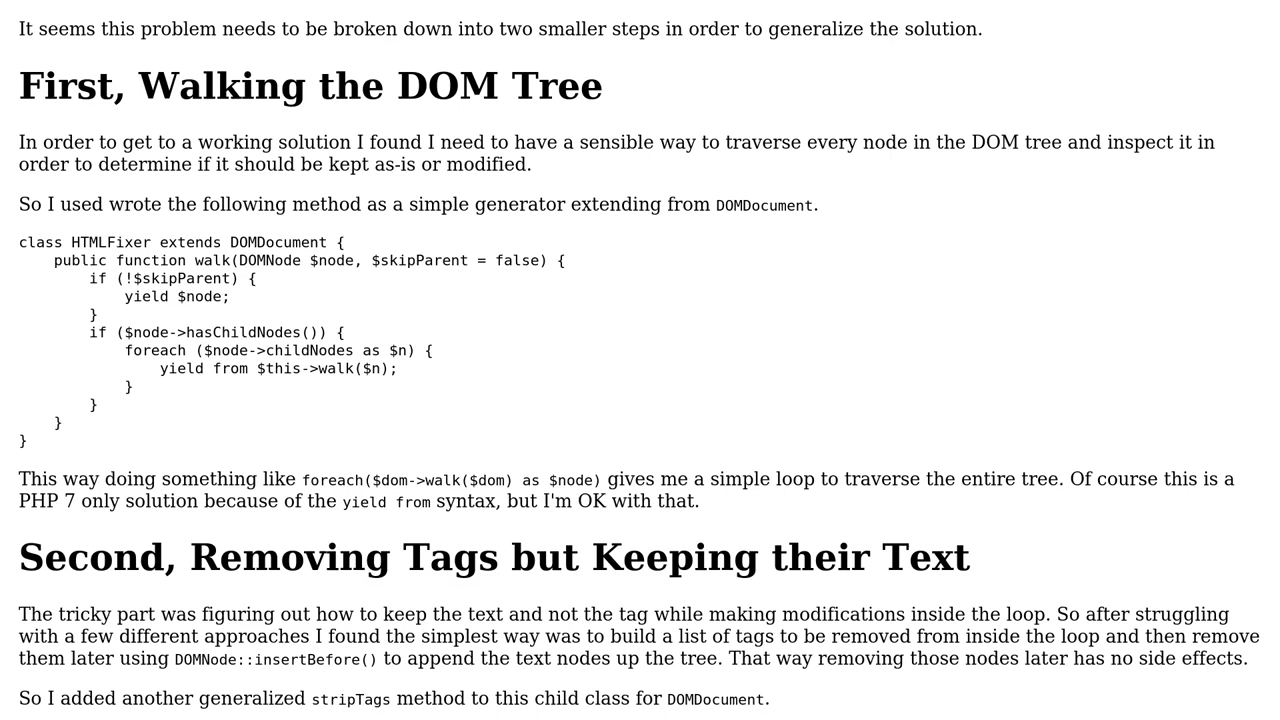 It seems this problem needs to be broken down into two smaller steps in order to generalize the solution.
First, Walking the DOM Tree
In order to get to a working solution I found I need to have a sensible way to traverse every node in the DOM tree and inspect it in
order to determine if it should be kept as-is or modified.
So I used wrote the following method as a simple generator extending from DOMDocument.
class HTMLFixer extends DOMDocument {
    public function walk(DOMNode $node, $skipParent = false) {
        if (!$skipParent) {
            yield $node;
        }
        if ($node->hasChildNodes()) {
            foreach ($node->childNodes as $n) {
                yield from $this->walk($n);
            }
        }
    }
}
This way doing something like foreach($dom->walk($dom) as $node) gives me a simple loop to traverse the entire tree. Of course this is a
PHP 7 only solution because of the yield from syntax, but I'm OK with that.
Second, Removing Tags but Keeping their Text
The tricky part was figuring out how to keep the text and not the tag while making modifications inside the loop. So after struggling
with a few different approaches I found the simplest way was to build a list of tags to be removed from inside the loop and then remove
them later using DOMNode::insertBefore() to append the text nodes up the tree. That way removing those nodes later has no side effects.
So I added another generalized stripTags method to this child class for DOMDocument.